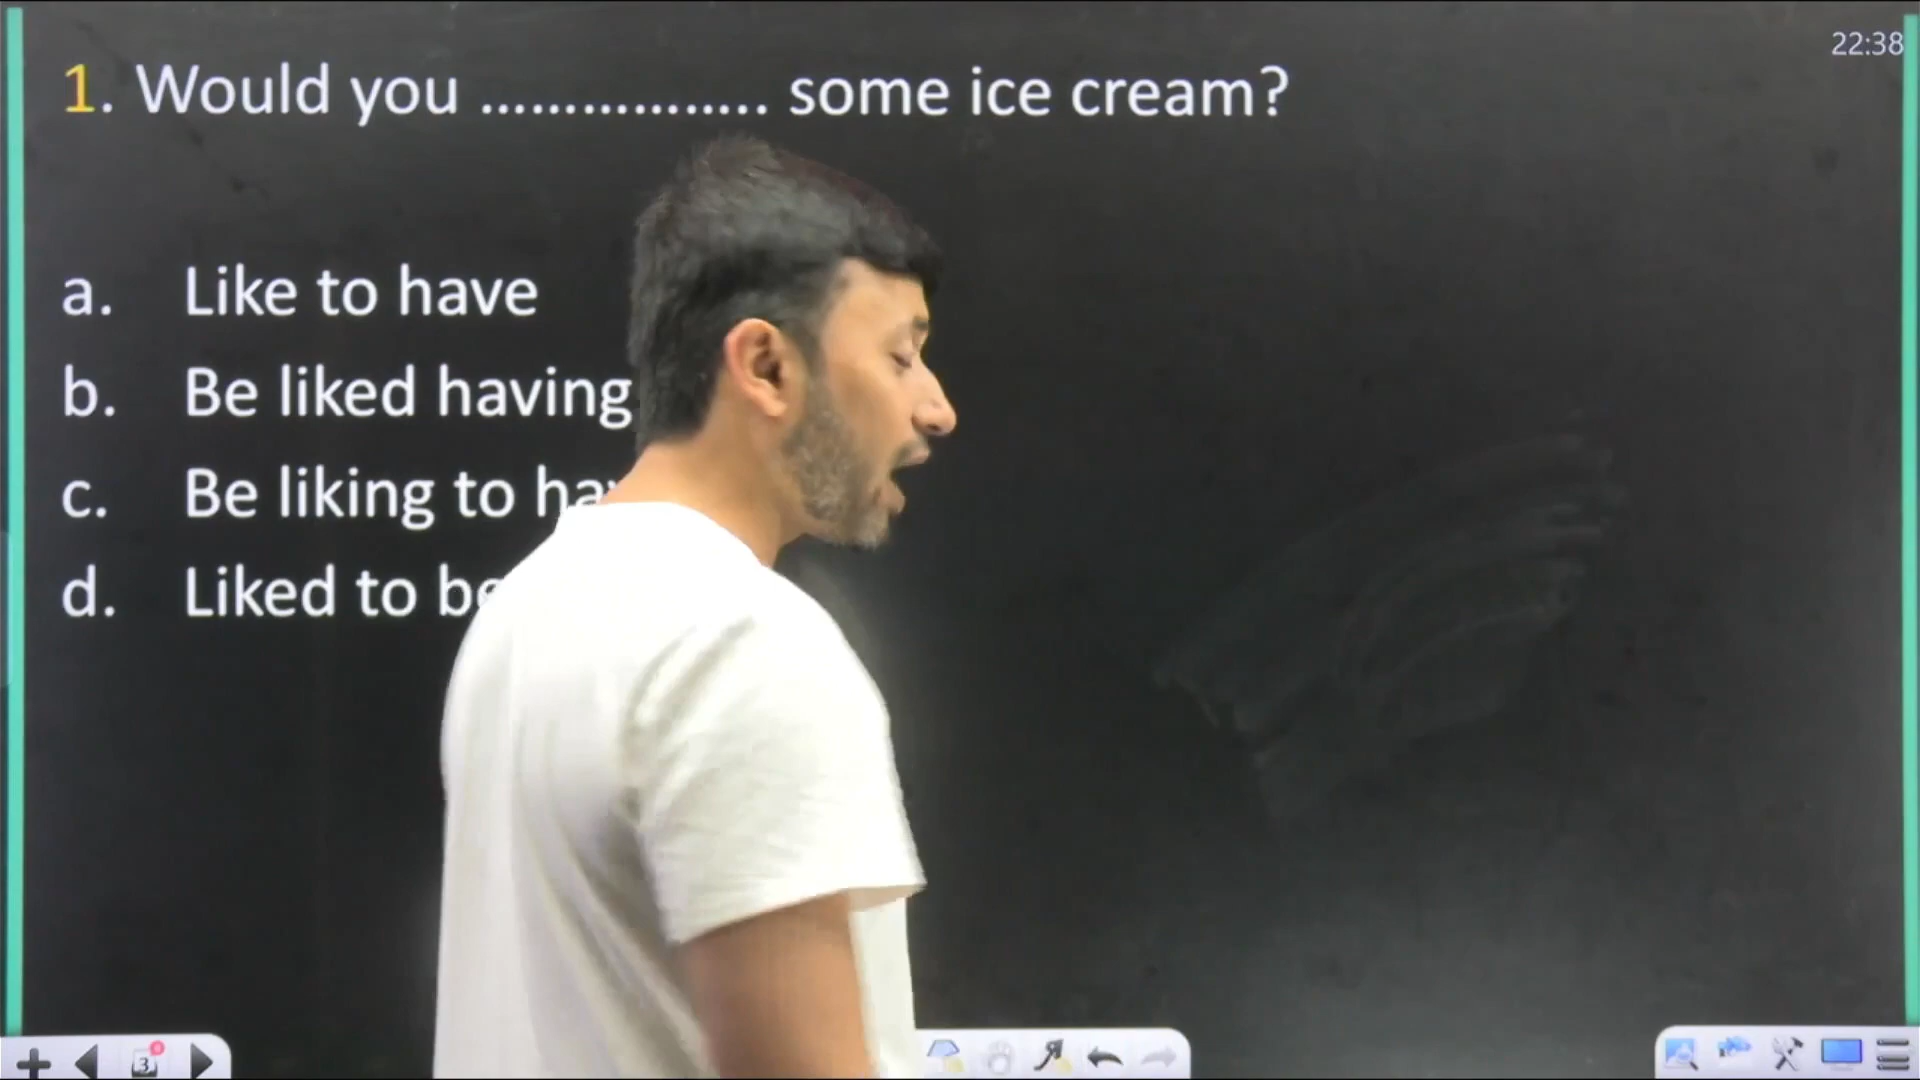 22:38
1. Would you ................. some ice cream?
a. Like to have
b. Be liked having
c. Be liking to
d. Liked to
3